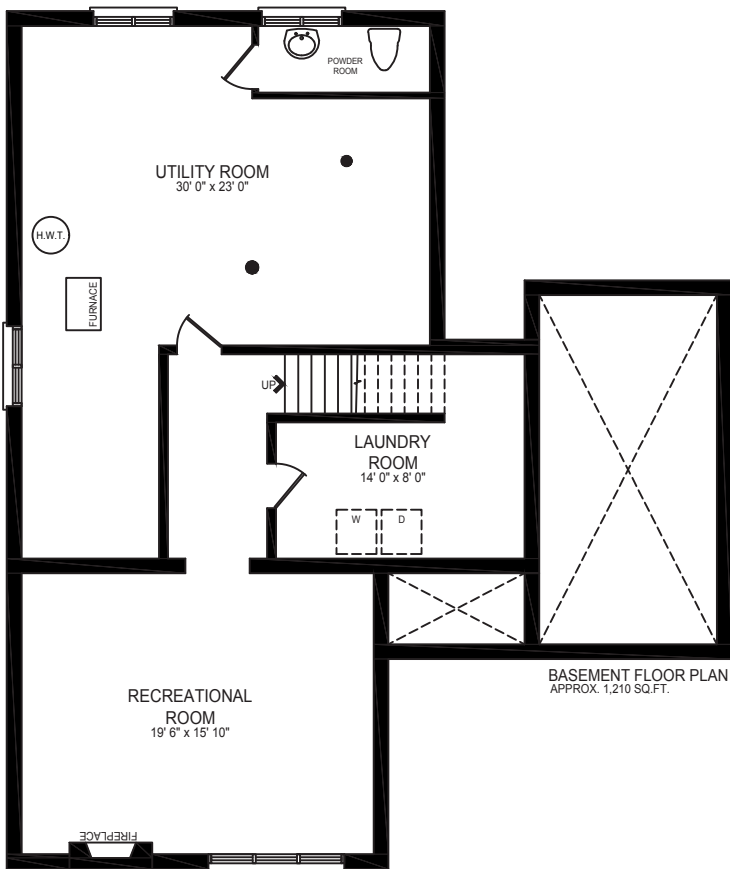 POWDER
ROOM
UTILITY ROOM
30' 0" x 23' 0"
H.W.T.
FURNACE
UP
LAUNDRY
ROOM
14' 0" x 8' 0"
W
D
BASEMENT FLOOR PLAN
APPROX. 1,210 SQ.FT.
RECREATIONAL
ROOM
19' 6" x 15' 10"
FIREPLACE